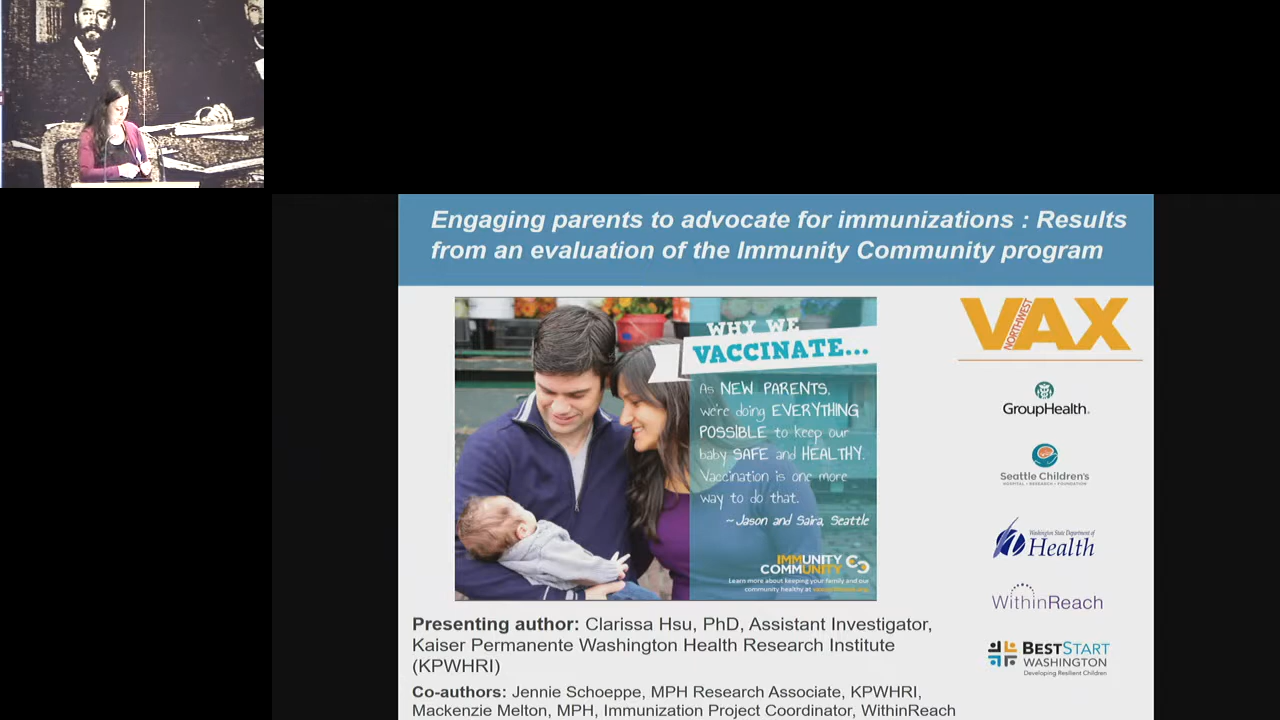 Engaging parents to advocate for immunizations : Results
from an evaluation of the Immunity Community program
WHY WE
VACCINATE...
As NEW PARENTS,
we're doing EVERYTHING
POSSIBLE to keep our
baby SAFE and HEALTHY.
Vaccination is one more
way to do that.
~Jason and Saira, Seattle
IMMUNITY
COMMUNITY
Learn more about keeping your family and our
community healthy at
VAX
NORTHWEST
GroupHealth
Seattle Children's
HOSPITAL • RESEARCH • FOUNDATION
Washington State Department of
Health
WithinReach
BESTSTART
WASHINGTON
Developing Resilient Children
Presenting author: Clarissa Hsu, PhD, Assistant Investigator,
Kaiser Permanente Washington Health Research Institute
(KPWHRI)
Co-authors: Jennie Schoeppe, MPH Research Associate, KPWHRI,
Mackenzie Melton, MPH, Immunization Project Coordinator, WithinReach